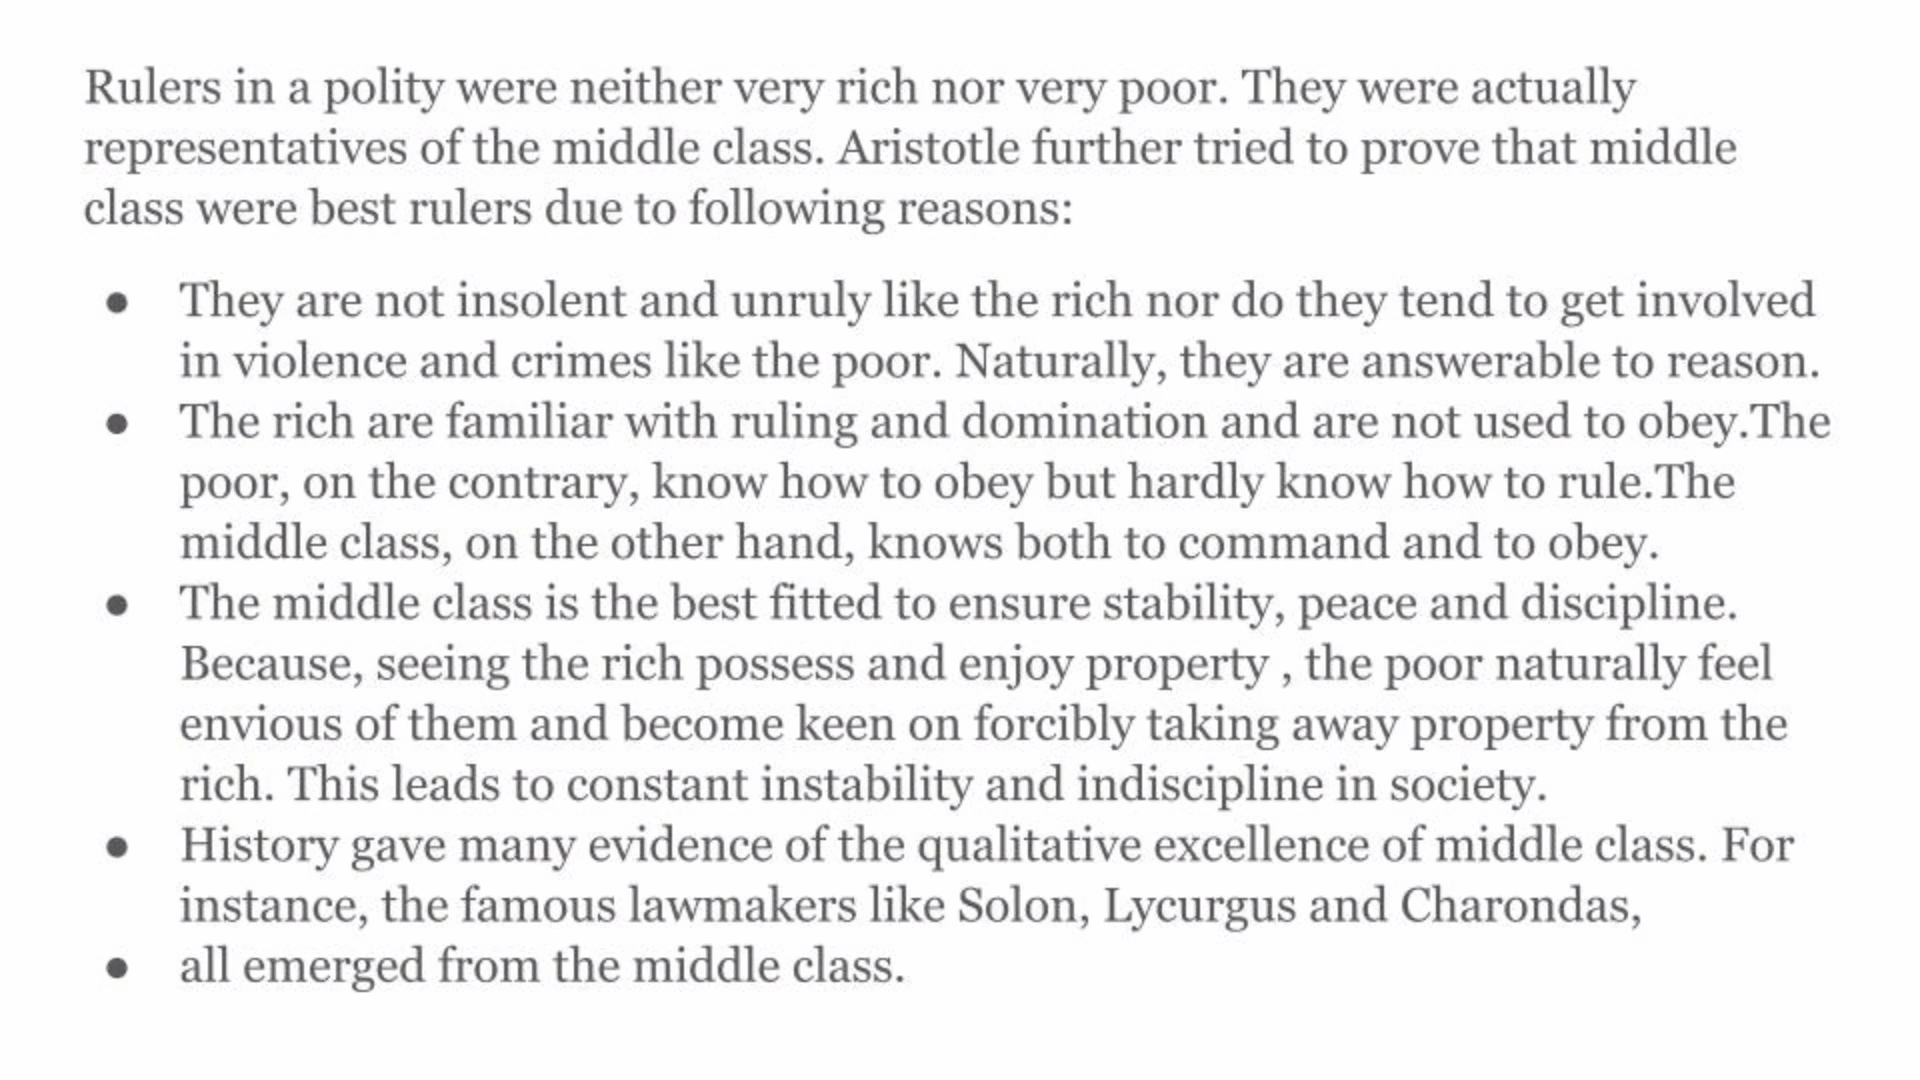 Rulers in a polity were neither very rich nor very poor. They were actually
representatives of the middle class. Aristotle further tried to prove that middle
class were best rulers due to following reasons:
● They are not insolent and unruly like the rich nor do they tend to get involved
in violence and crimes like the poor. Naturally, they are answerable to reason.
● The rich are familiar with ruling and domination and are not used to obey.The
poor, on the contrary, know how to obey but hardly know how to rule.The
middle class, on the other hand, knows both to command and to obey.
● The middle class is the best fitted to ensure stability, peace and discipline.
Because, seeing the rich possess and enjoy property , the poor naturally feel
envious of them and become keen on forcibly taking away property from the
rich. This leads to constant instability and indiscipline in society.
● History gave many evidence of the qualitative excellence of middle class. For
instance, the famous lawmakers like Solon, Lycurgus and Charondas,
● all emerged from the middle class.